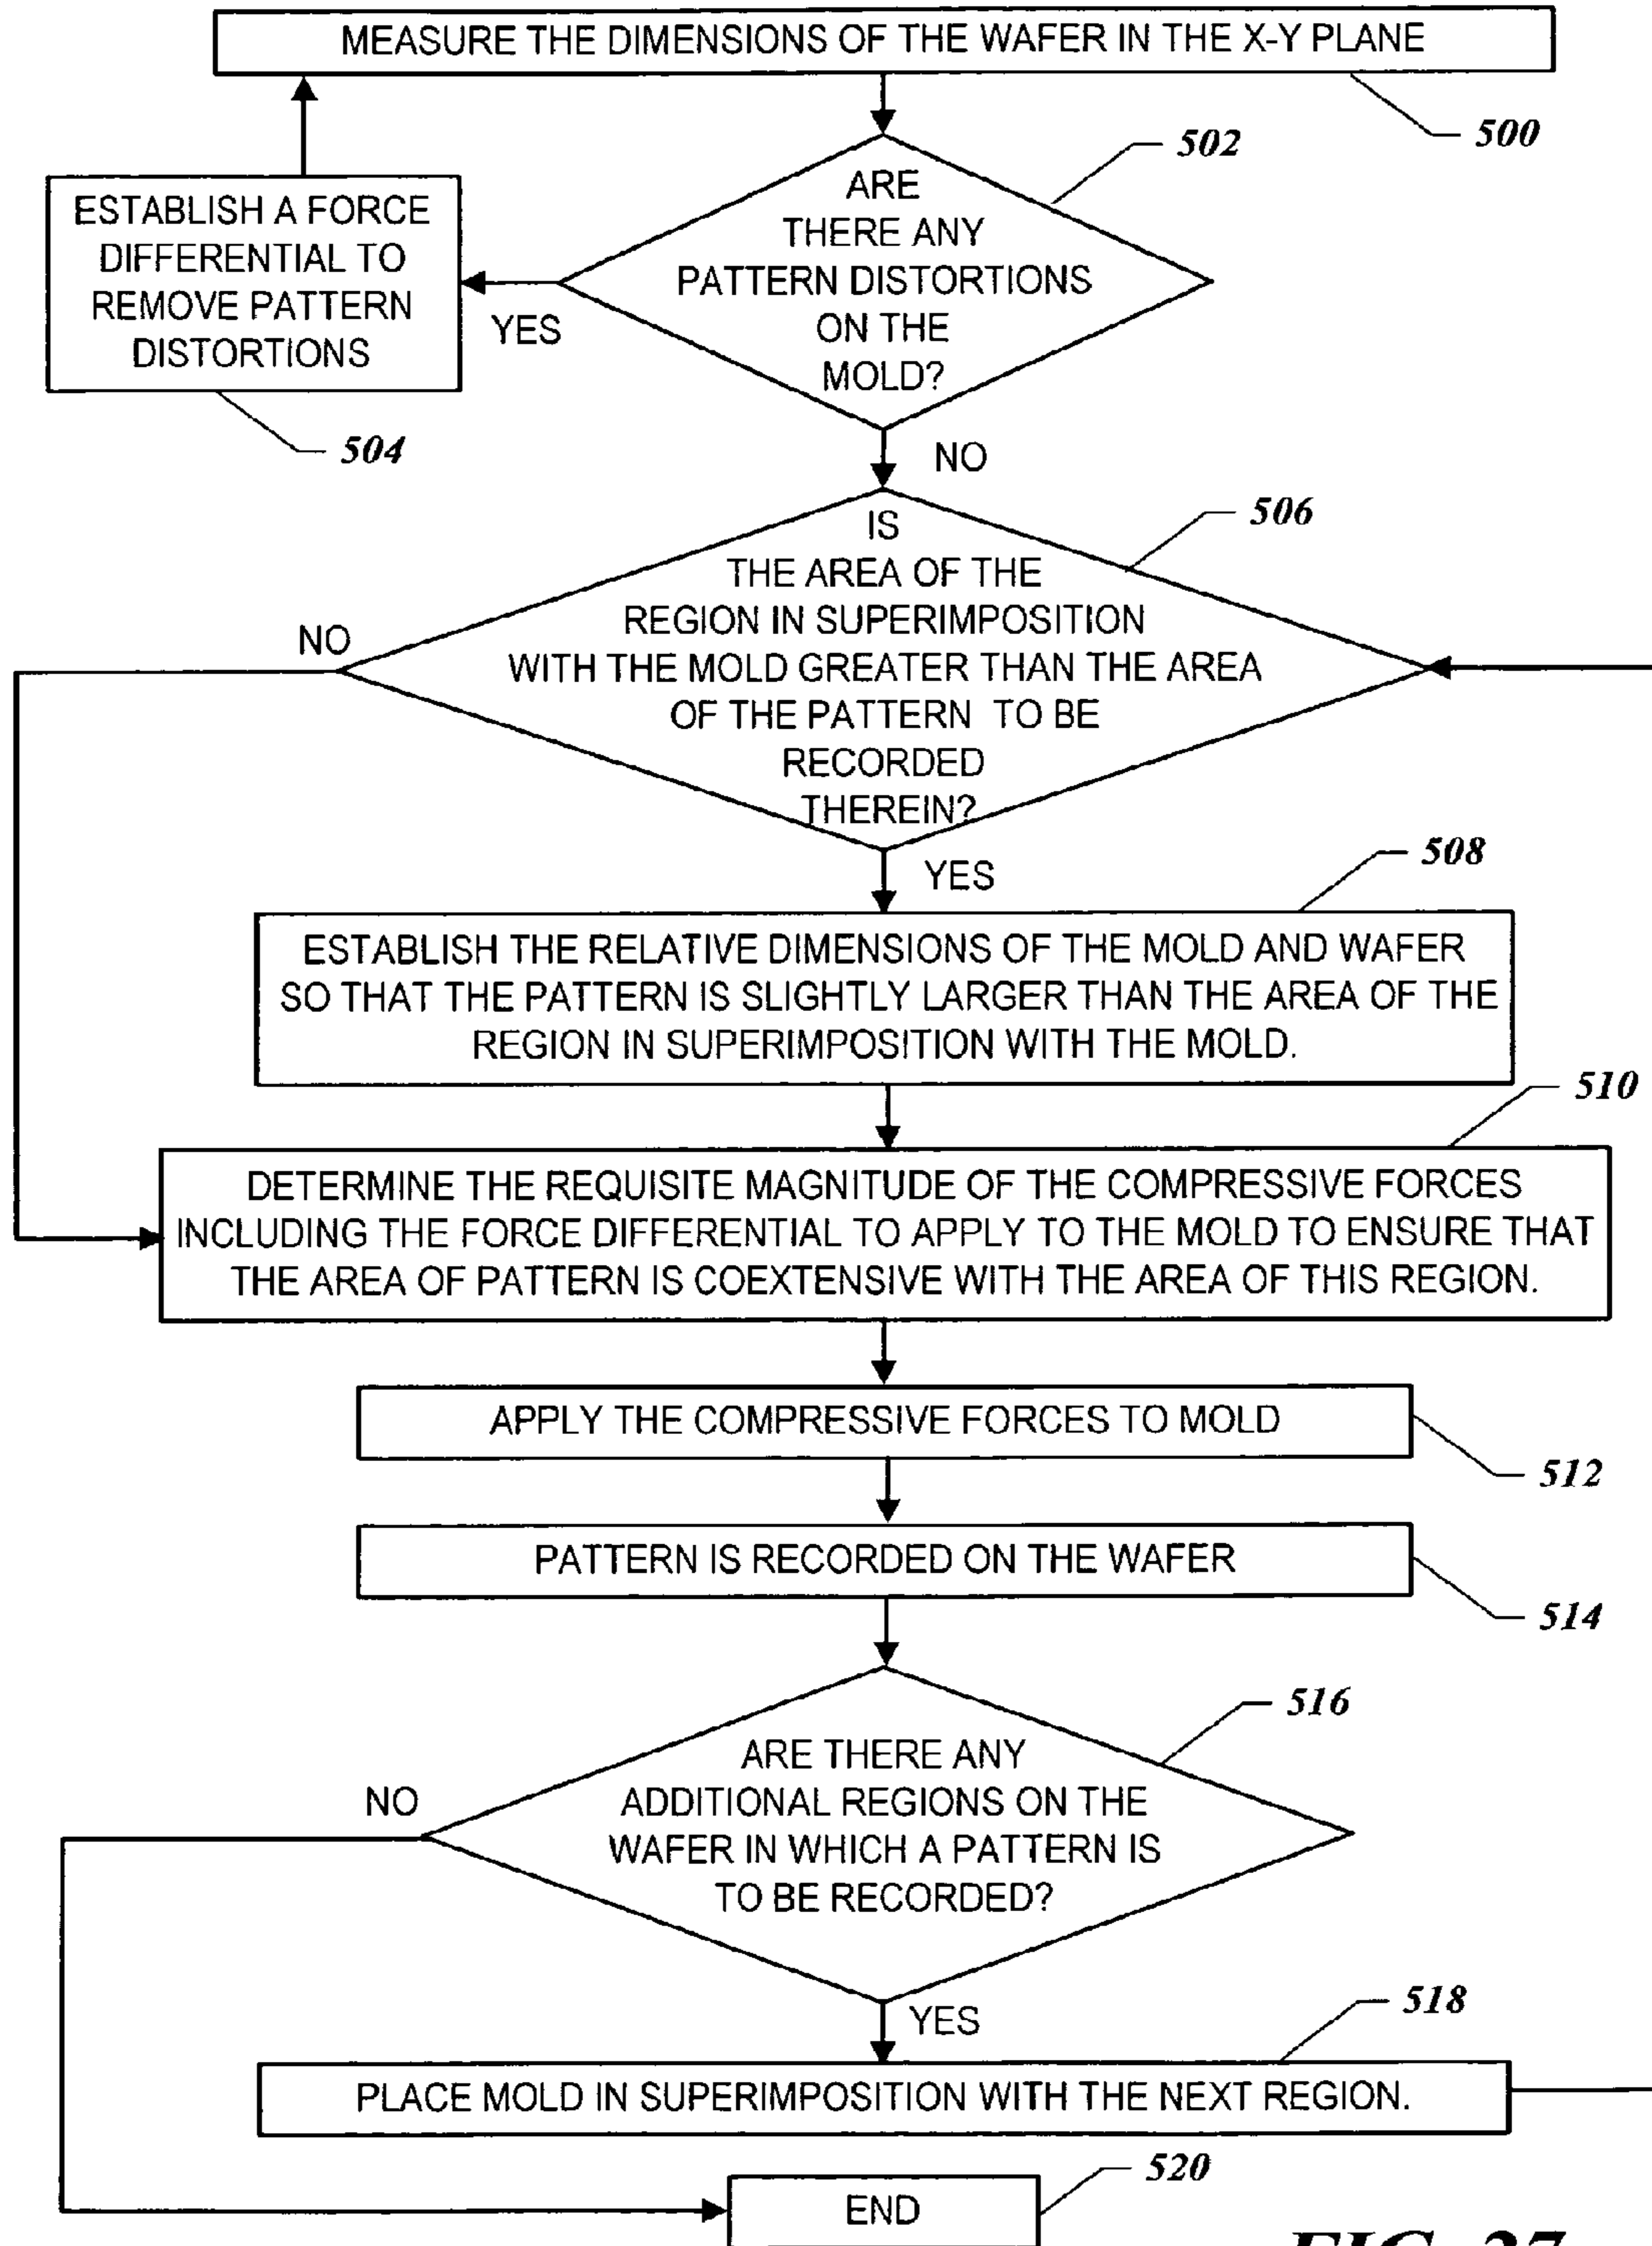 MEASURE THE DIMENSIONS OF THE WAFER IN THE X-Y PLANE
500
502
ARE
THERE ANY
PATTERN DISTORTIONS
ON THE
MOLD?
ESTABLISH A FORCE
DIFFERENTIAL TO
REMOVE PATTERN
DISTORTIONS
YES
504
NO
506
IS
THE AREA OF THE
REGION IN SUPERIMPOSITION
WITH THE MOLD GREATER THAN THE AREA
OF THE PATTERN TO BE
RECORDED
THEREIN?
NO
YES
508
ESTABLISH THE RELATIVE DIMENSIONS OF THE MOLD AND WAFER
SO THAT THE PATTERN IS SLIGHTLY LARGER THAN THE AREA OF THE
REGION IN SUPERIMPOSITION WITH THE MOLD.
510
DETERMINE THE REQUISITE MAGNITUDE OF THE COMPRESSIVE FORCES
INCLUDING THE FORCE DIFFERENTIAL TO APPLY TO THE MOLD TO ENSURE THAT
THE AREA OF PATTERN IS COEXTENSIVE WITH THE AREA OF THIS REGION.
APPLY THE COMPRESSIVE FORCES TO MOLD
512
PATTERN IS RECORDED ON THE WAFER
514
516
ARE THERE ANY
ADDITIONAL REGIONS ON THE
WAFER IN WHICH A PATTERN IS
TO BE RECORDED?
NO
YES
518
PLACE MOLD IN SUPERIMPOSITION WITH THE NEXT REGION.
520
END
FIG. 27